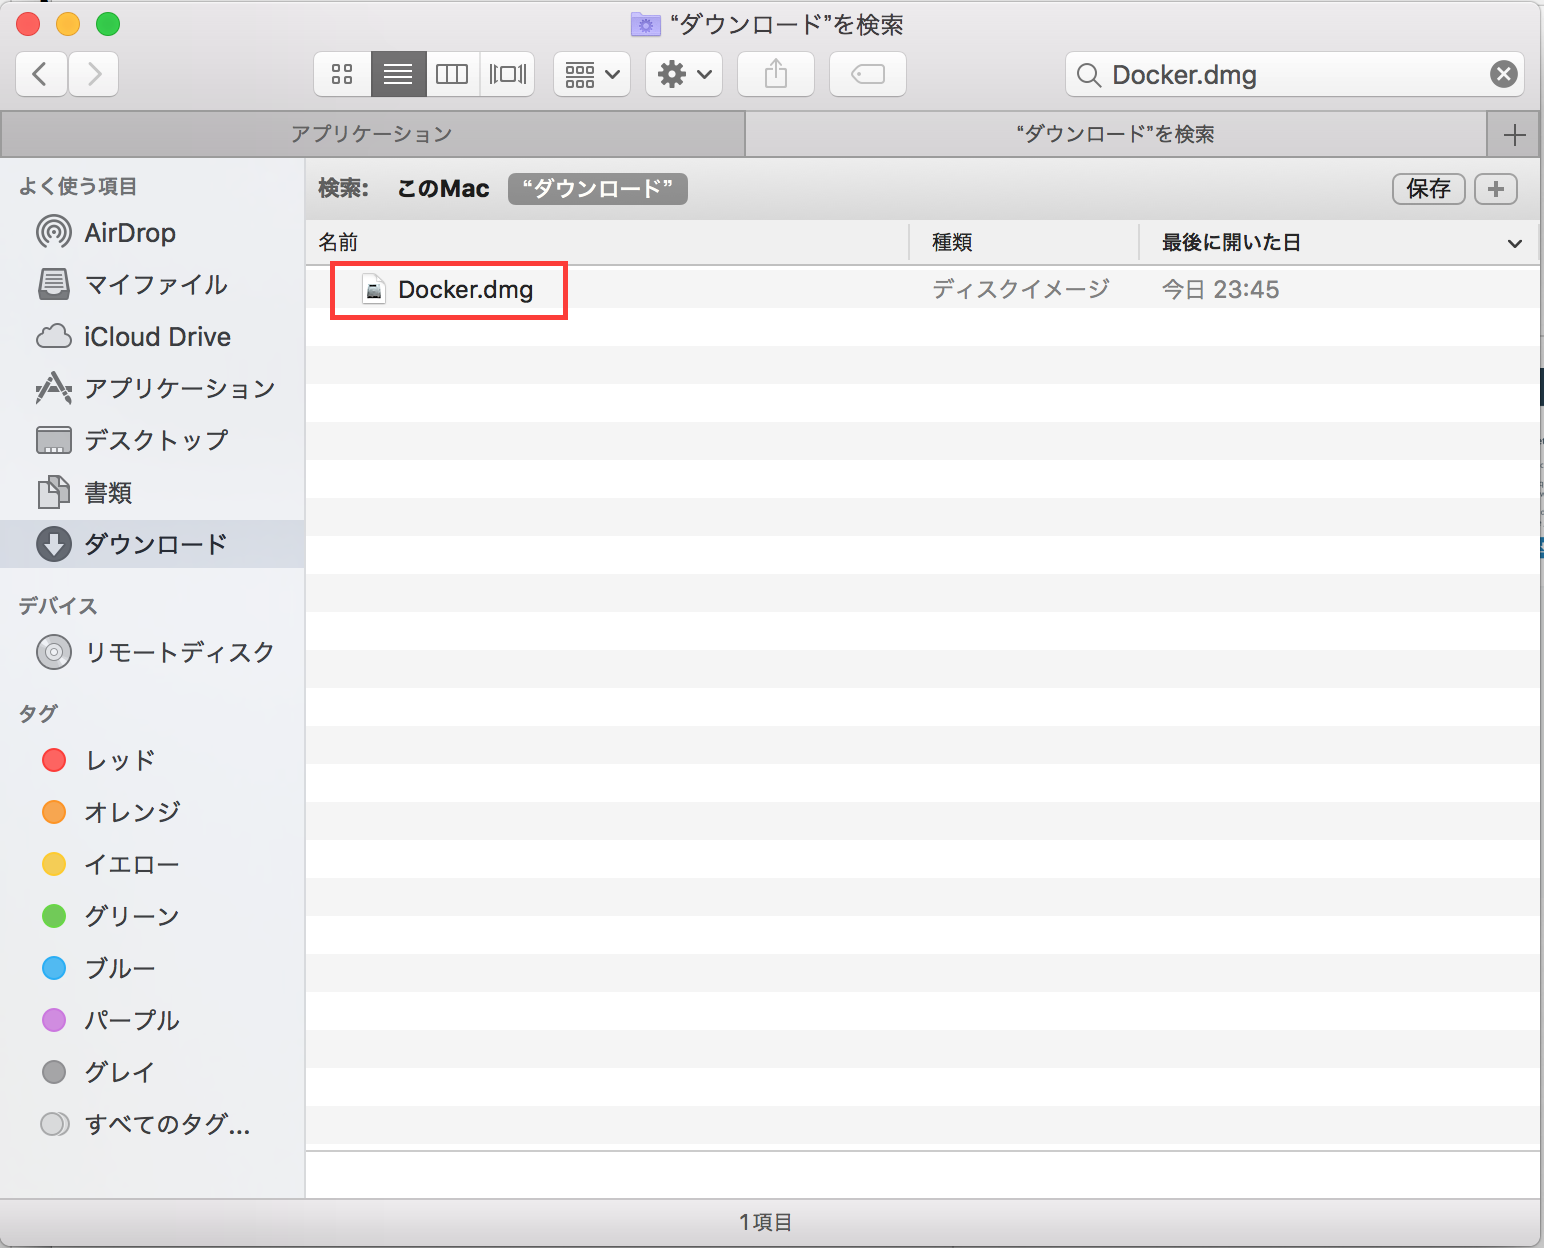 “ダウンロード”を検索
Docker.dmg
アプリケーション
“ダウンロード”を検索
よく使う項目
AirDrop
マイファイル
iCloud Drive
アプリケーション
デスクトップ
書類
ダウンロード
デバイス
リモートディスク
タグ
レッド
オレンジ
イエロー
グリーン
ブルー
パープル
グレイ
すべてのタグ...
検索: このMac “ダウンロード” 保存
名前 種類 最後に開いた日
Docker.dmg ディスクイメージ 今日 23:45
1項目